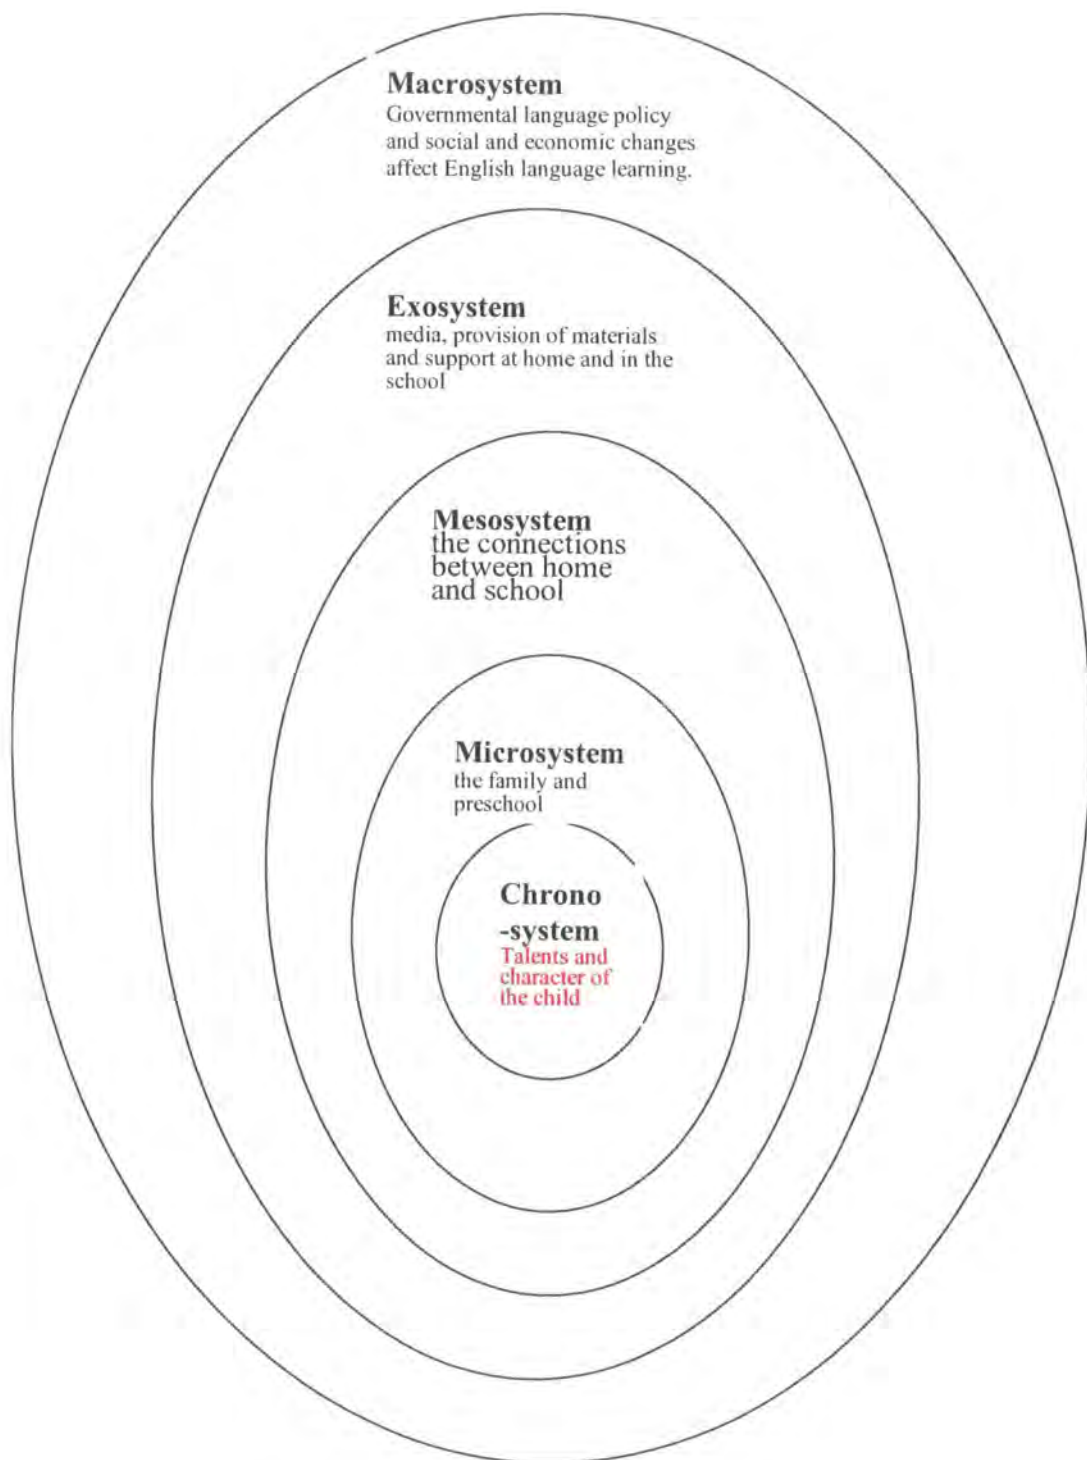 Macrosystem
Governmental language policy
and social and economic changes
affect English language learning.
Exosystem
media, provision of materials
and support at home and in the
school
Mesosystem
the connections
between home
and school
Microsystem
the family and
preschool
Chrono
-system
Talents and
character of
the child